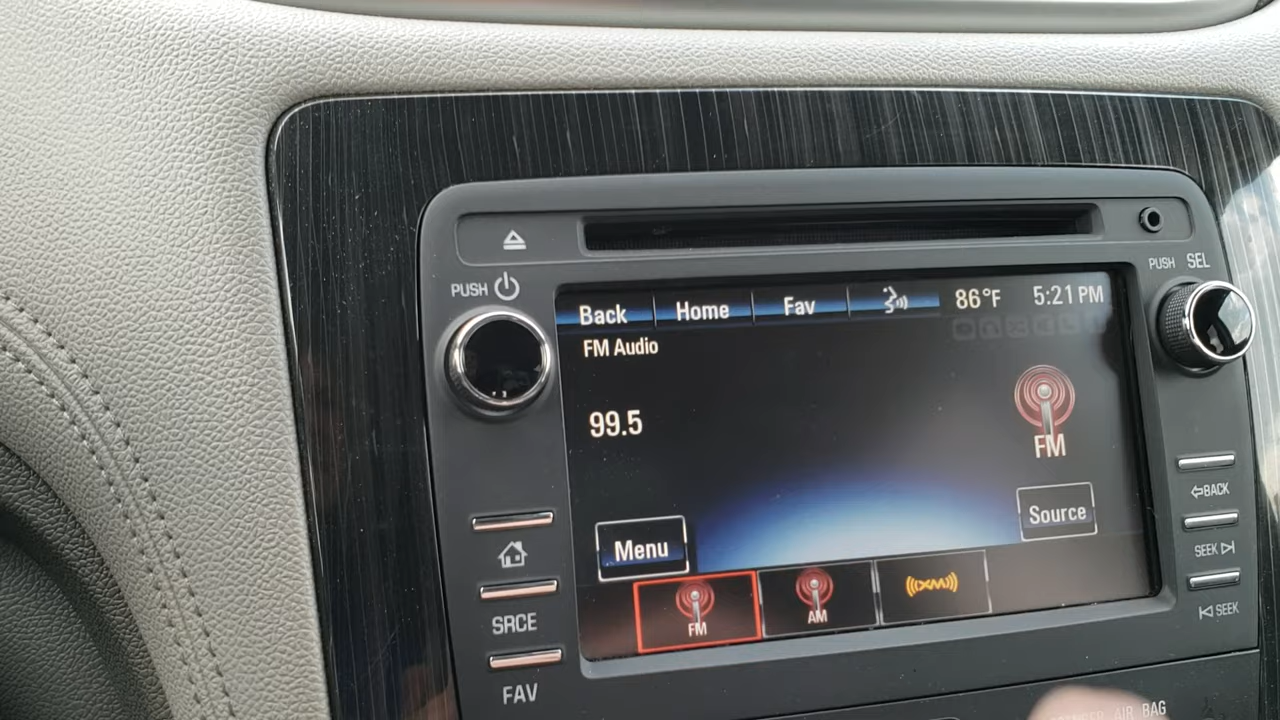 PUSH
PUSH SEL
Back Home Fav 86°F 5:21 PM
FM Audio
99.5
FM
Menu
Source
FM AM XM
SRCE
FAV
BACK
SEEK
SEEK
AIR BAG